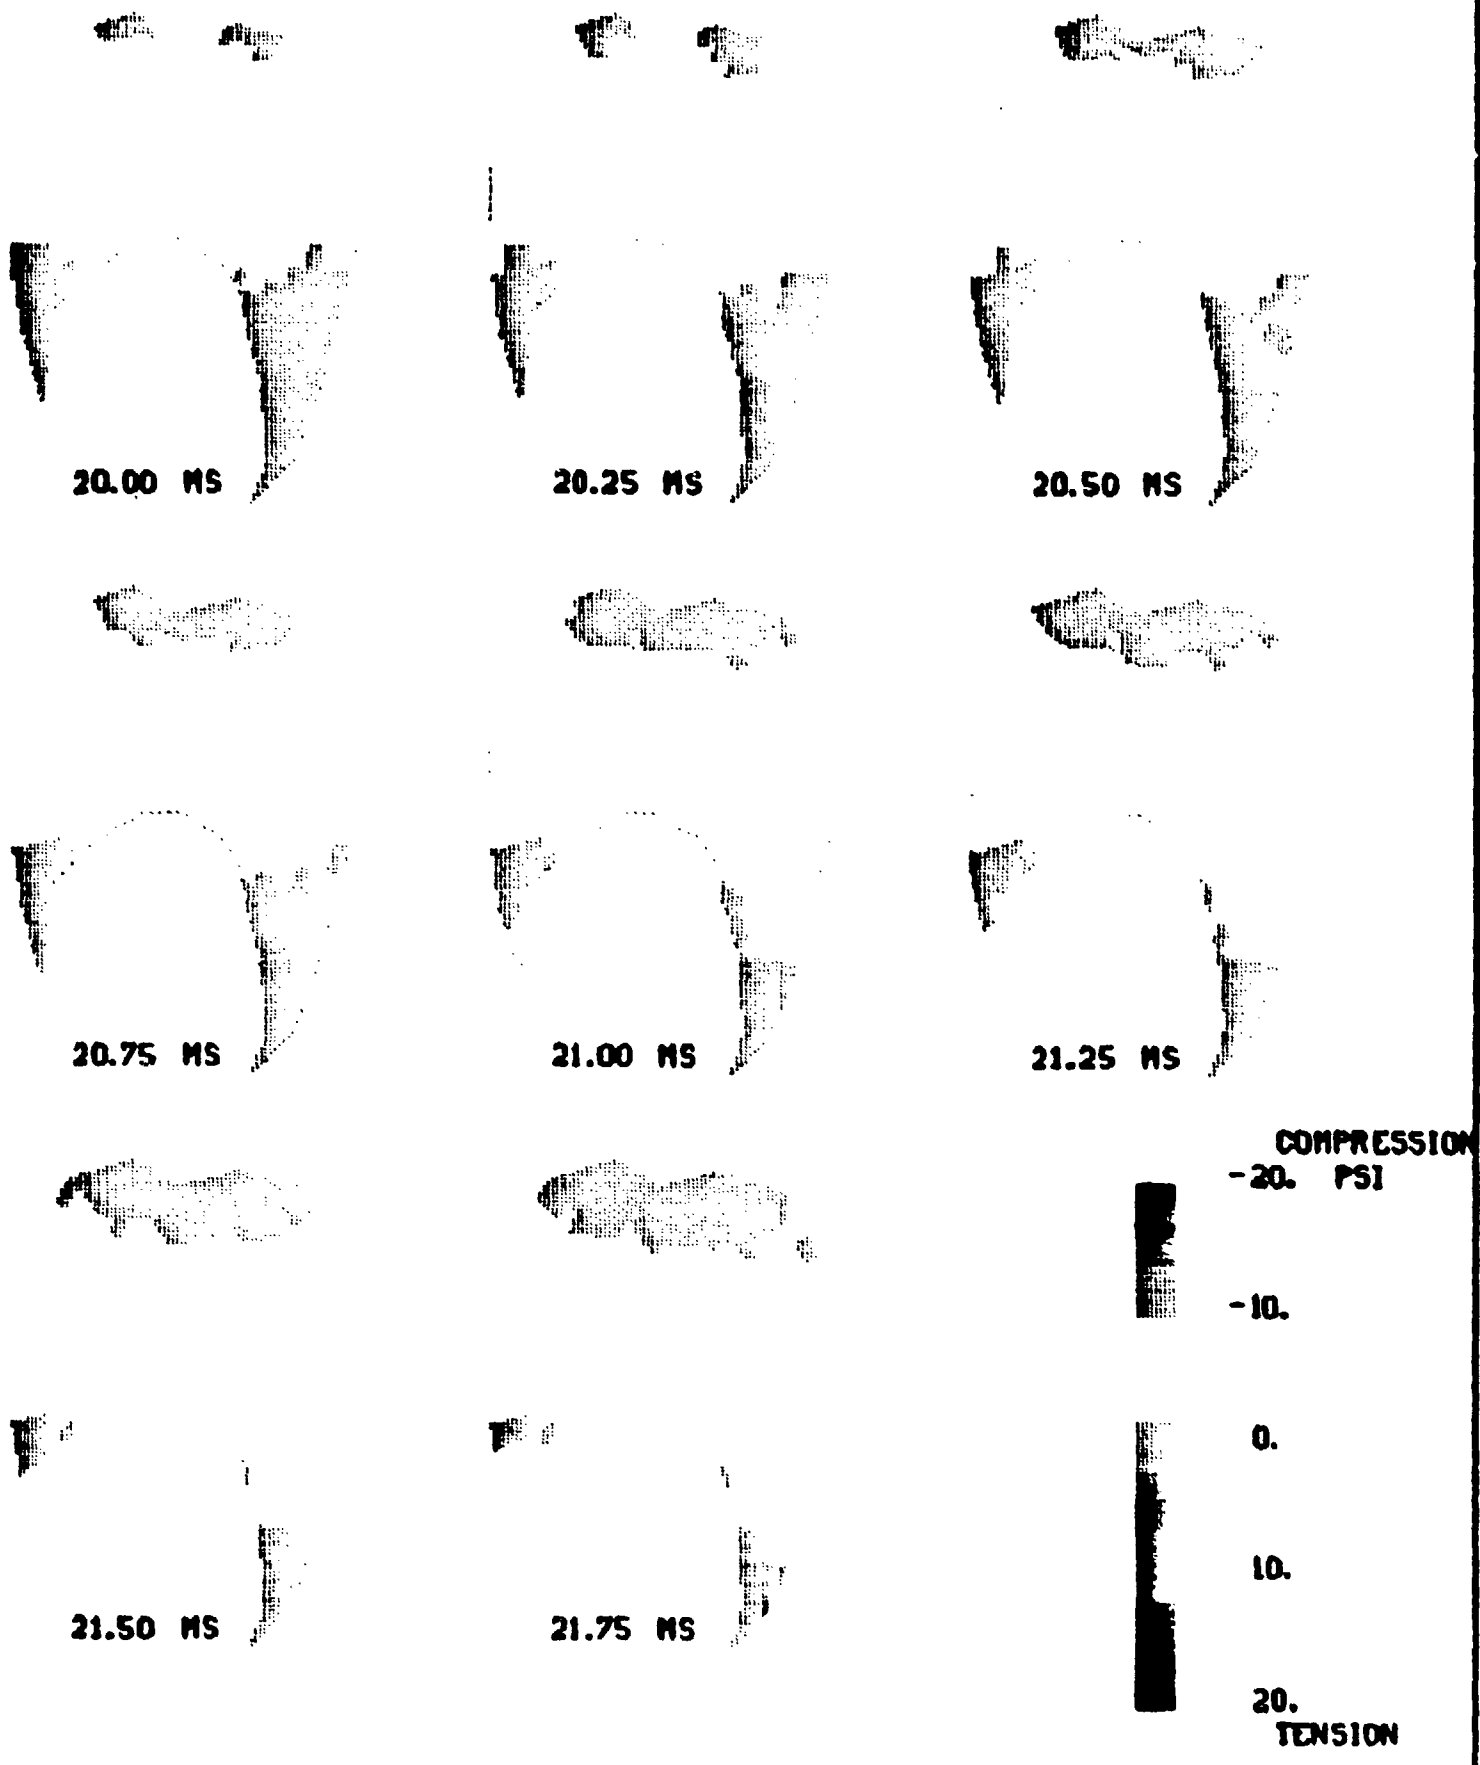 20.00 MS
20.25 MS
20.50 MS
20.75 MS
21.00 MS
21.25 MS
COMPRESSION
-20. PSI
-10.
0.
10.
20.
TENSION
21.50 MS
21.75 MS